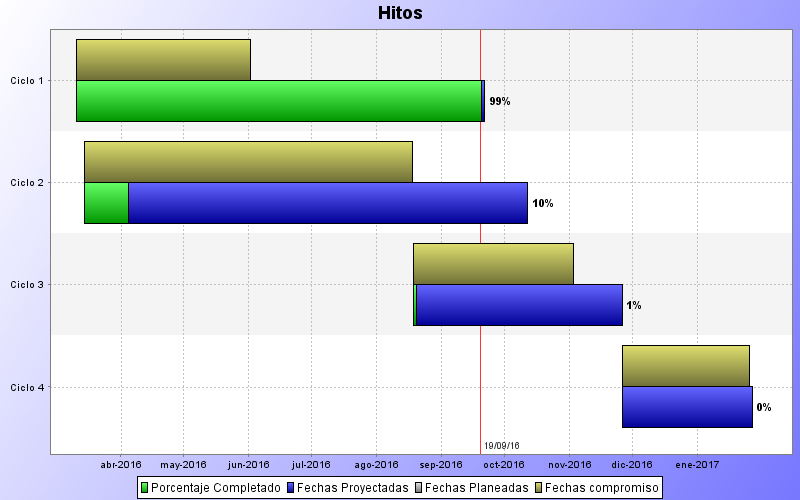 Hitos
Ciclo 1
99%
Ciclo 2
10%
Ciclo 3
1%
Ciclo 4
0%
19/09/16
abr-2016 may-2016 jun-2016 jul-2016 ago-2016 sep-2016 oct-2016 nov-2016 dic-2016 ene-2017
Porcentaje Completado Fechas Proyectadas Fechas Planeadas Fechas compromiso